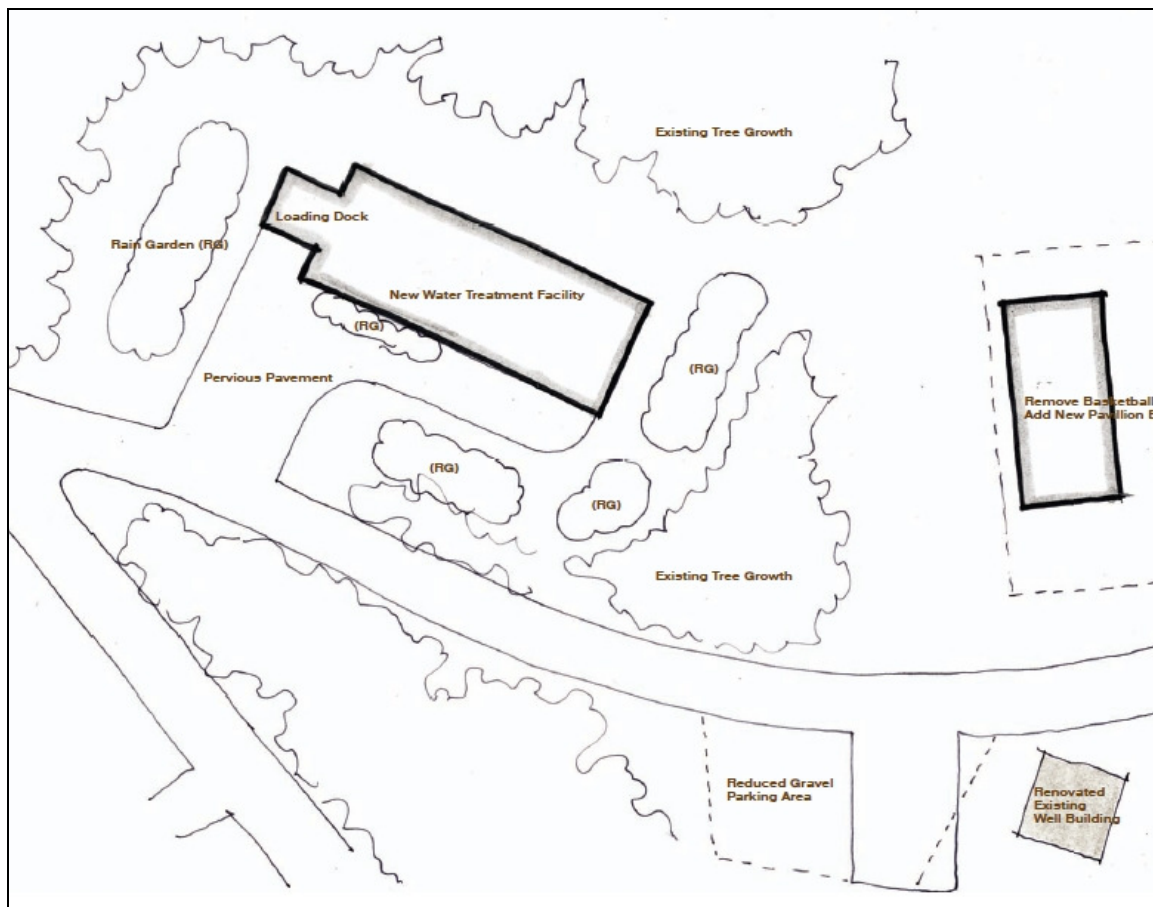 Existing Tree Growth
Loading Dock
Rain Garden (RG)
New Water Treatment Facility
(RG)
(RG)
Pervious Pavement
Remove Basketball
Add New Pavillion
(RG)
(RG)
Existing Tree Growth
Reduced Gravel
Parking Area
Renovated
Existing
Well Building